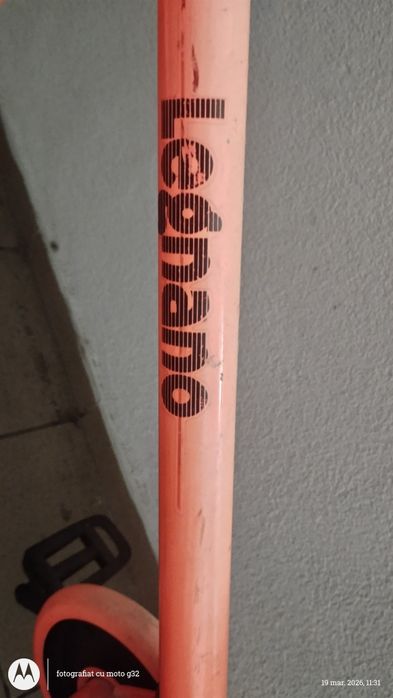 Legnano
fotografiat cu moto g32
19 mar. 2026, 11:31